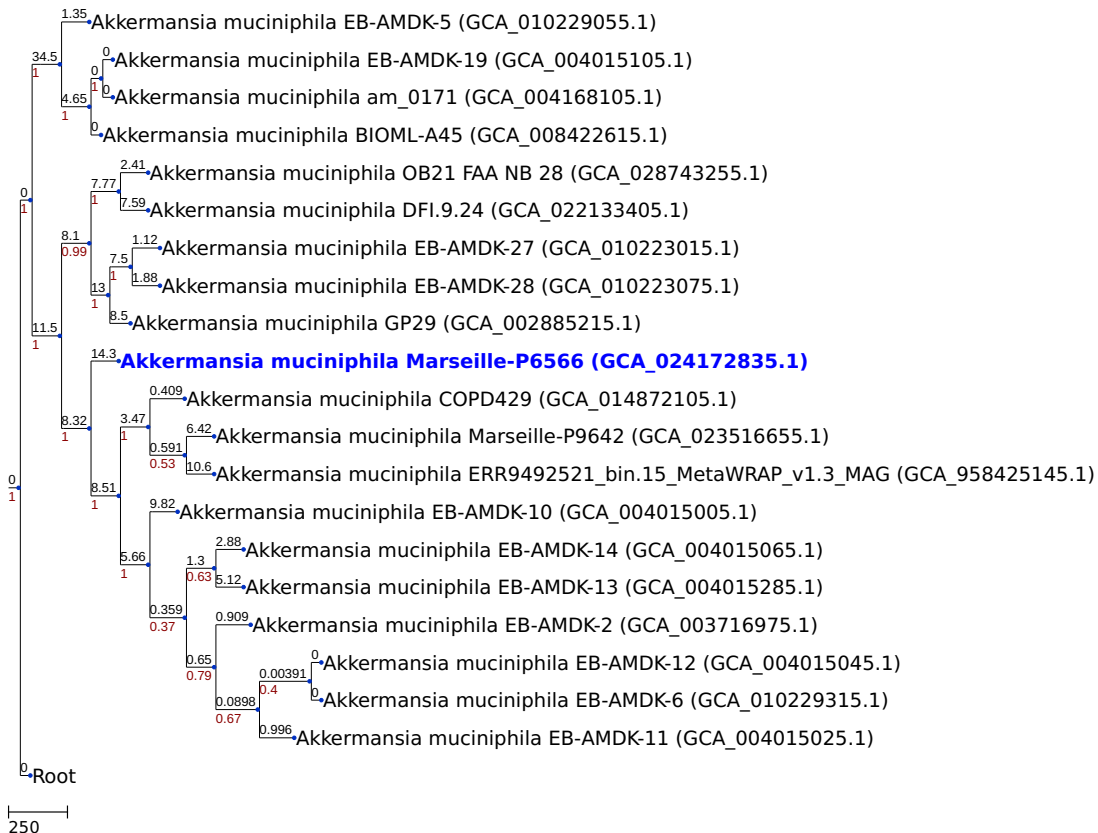 1.35 Akkermansia muciniphila EB-AMDK-5 (GCA_010229055.1)
34.5
1
0 Akkermansia muciniphila EB-AMDK-19 (GCA_004015105.1)
0
1
0 Akkermansia muciniphila am_0171 (GCA_004168105.1)
4.65
1
0 Akkermansia muciniphila BIOML-A45 (GCA_008422615.1)
0
1
2.41 Akkermansia muciniphila OB21 FAA NB 28 (GCA_028743255.1)
7.77
1
7.59 Akkermansia muciniphila DFI.9.24 (GCA_022133405.1)
8.1
0.99
1.12 Akkermansia muciniphila EB-AMDK-27 (GCA_010223015.1)
7.5
1
1.88 Akkermansia muciniphila EB-AMDK-28 (GCA_010223075.1)
13
1
8.5 Akkermansia muciniphila GP29 (GCA_002885215.1)
11.5
1
14.3 Akkermansia muciniphila Marseille-P6566 (GCA_024172835.1)
0.409 Akkermansia muciniphila COPD429 (GCA_014872105.1)
8.32
1
3.47
1
6.42 Akkermansia muciniphila Marseille-P9642 (GCA_023516655.1)
0.591
0.53
10.6 Akkermansia muciniphila ERR9492521_bin.15_MetaWRAP_v1.3_MAG (GCA_958425145.1)
0
1
8.51
1
9.82 Akkermansia muciniphila EB-AMDK-10 (GCA_004015005.1)
2.88 Akkermansia muciniphila EB-AMDK-14 (GCA_004015065.1)
5.66
1
1.3
0.63
5.12 Akkermansia muciniphila EB-AMDK-13 (GCA_004015285.1)
0.359
0.37
0.909 Akkermansia muciniphila EB-AMDK-2 (GCA_003716975.1)
0.65
0.79
0 Akkermansia muciniphila EB-AMDK-12 (GCA_004015045.1)
0.00391
0.4
0 Akkermansia muciniphila EB-AMDK-6 (GCA_010229315.1)
0.0898
0.67
0.996 Akkermansia muciniphila EB-AMDK-11 (GCA_004015025.1)
0 Root
250